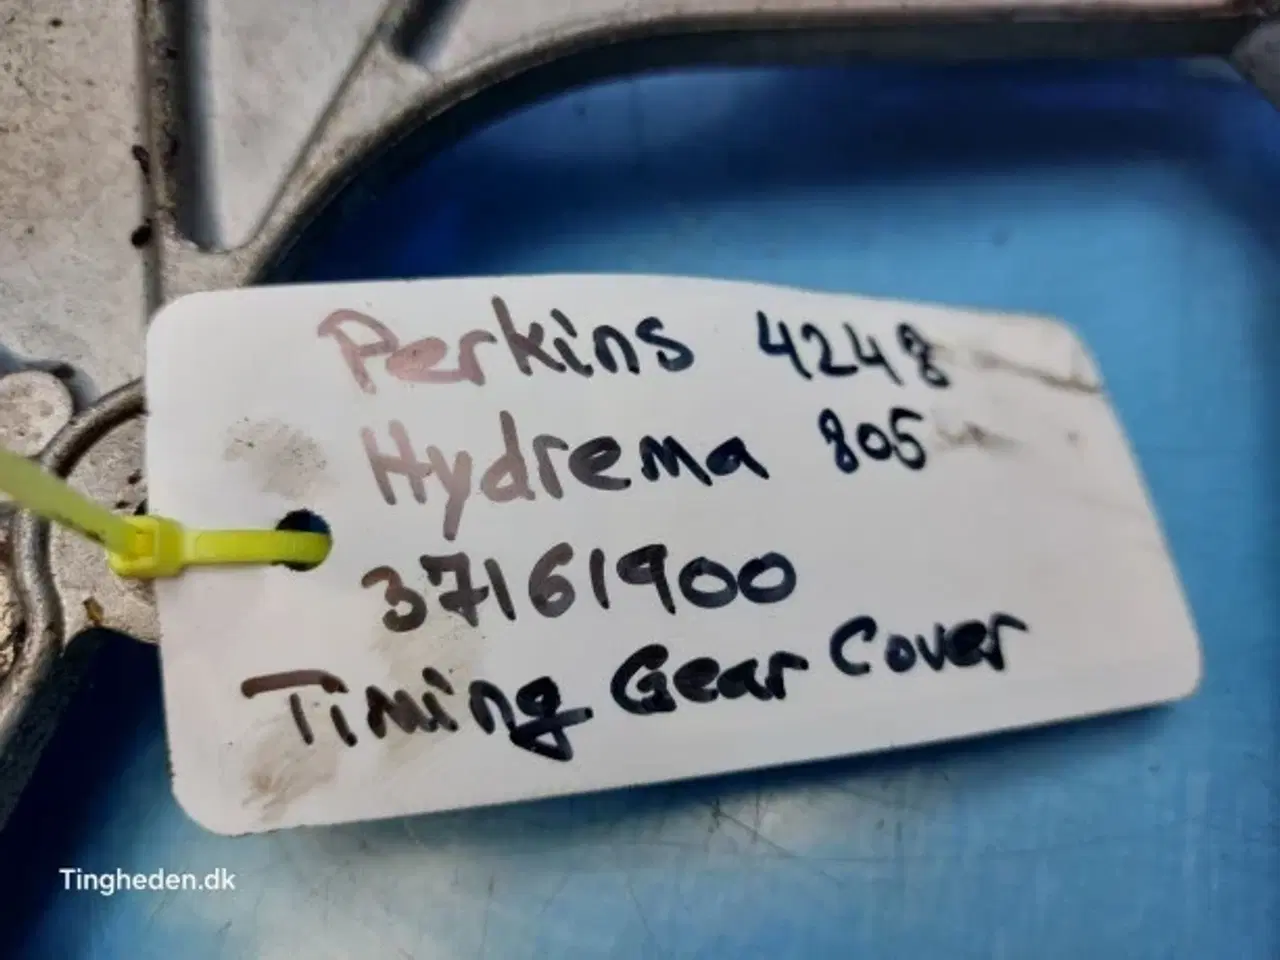 Perkins 4248
Hydrema 805
37161900
Timing Gear Cover
Tingheden.dk